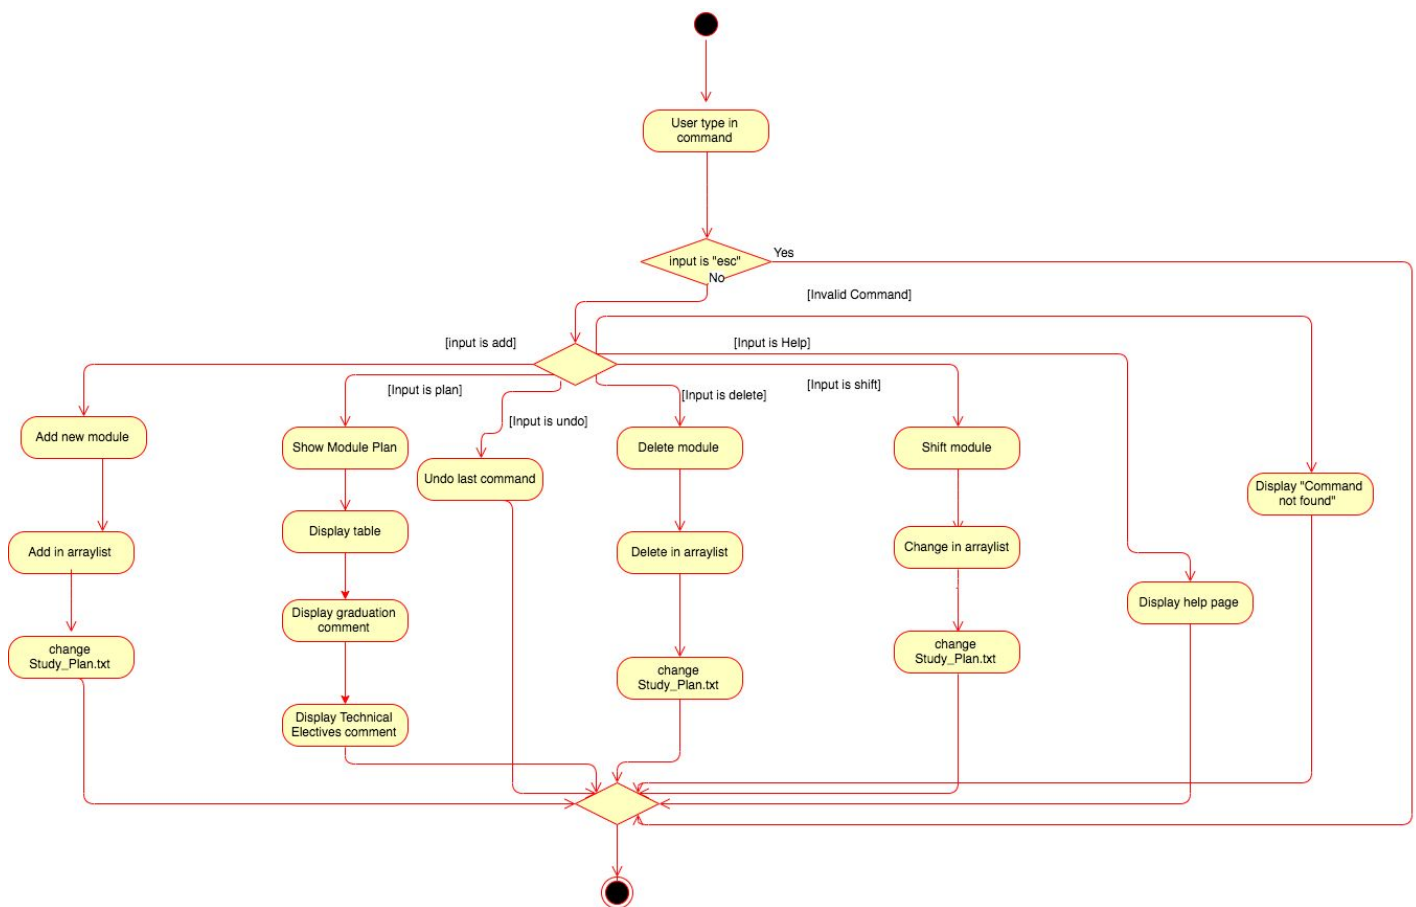 User type in
command
input is "esc"
Yes
No
[Invalid Command]
[input is add]
[Input is Help]
[Input is plan]
[Input is shift]
[Input is delete]
[Input is undo]
Add new module
Show Module Plan
Undo last command
Delete module
Shift module
Display "Command
not found"
Add in arraylist
Display table
Delete in arraylist
Change in arraylist
Display help page
Display graduation
comment
change
Study_Plan.txt
change
Study_Plan.txt
change
Study_Plan.txt
Display Technical
Electives comment